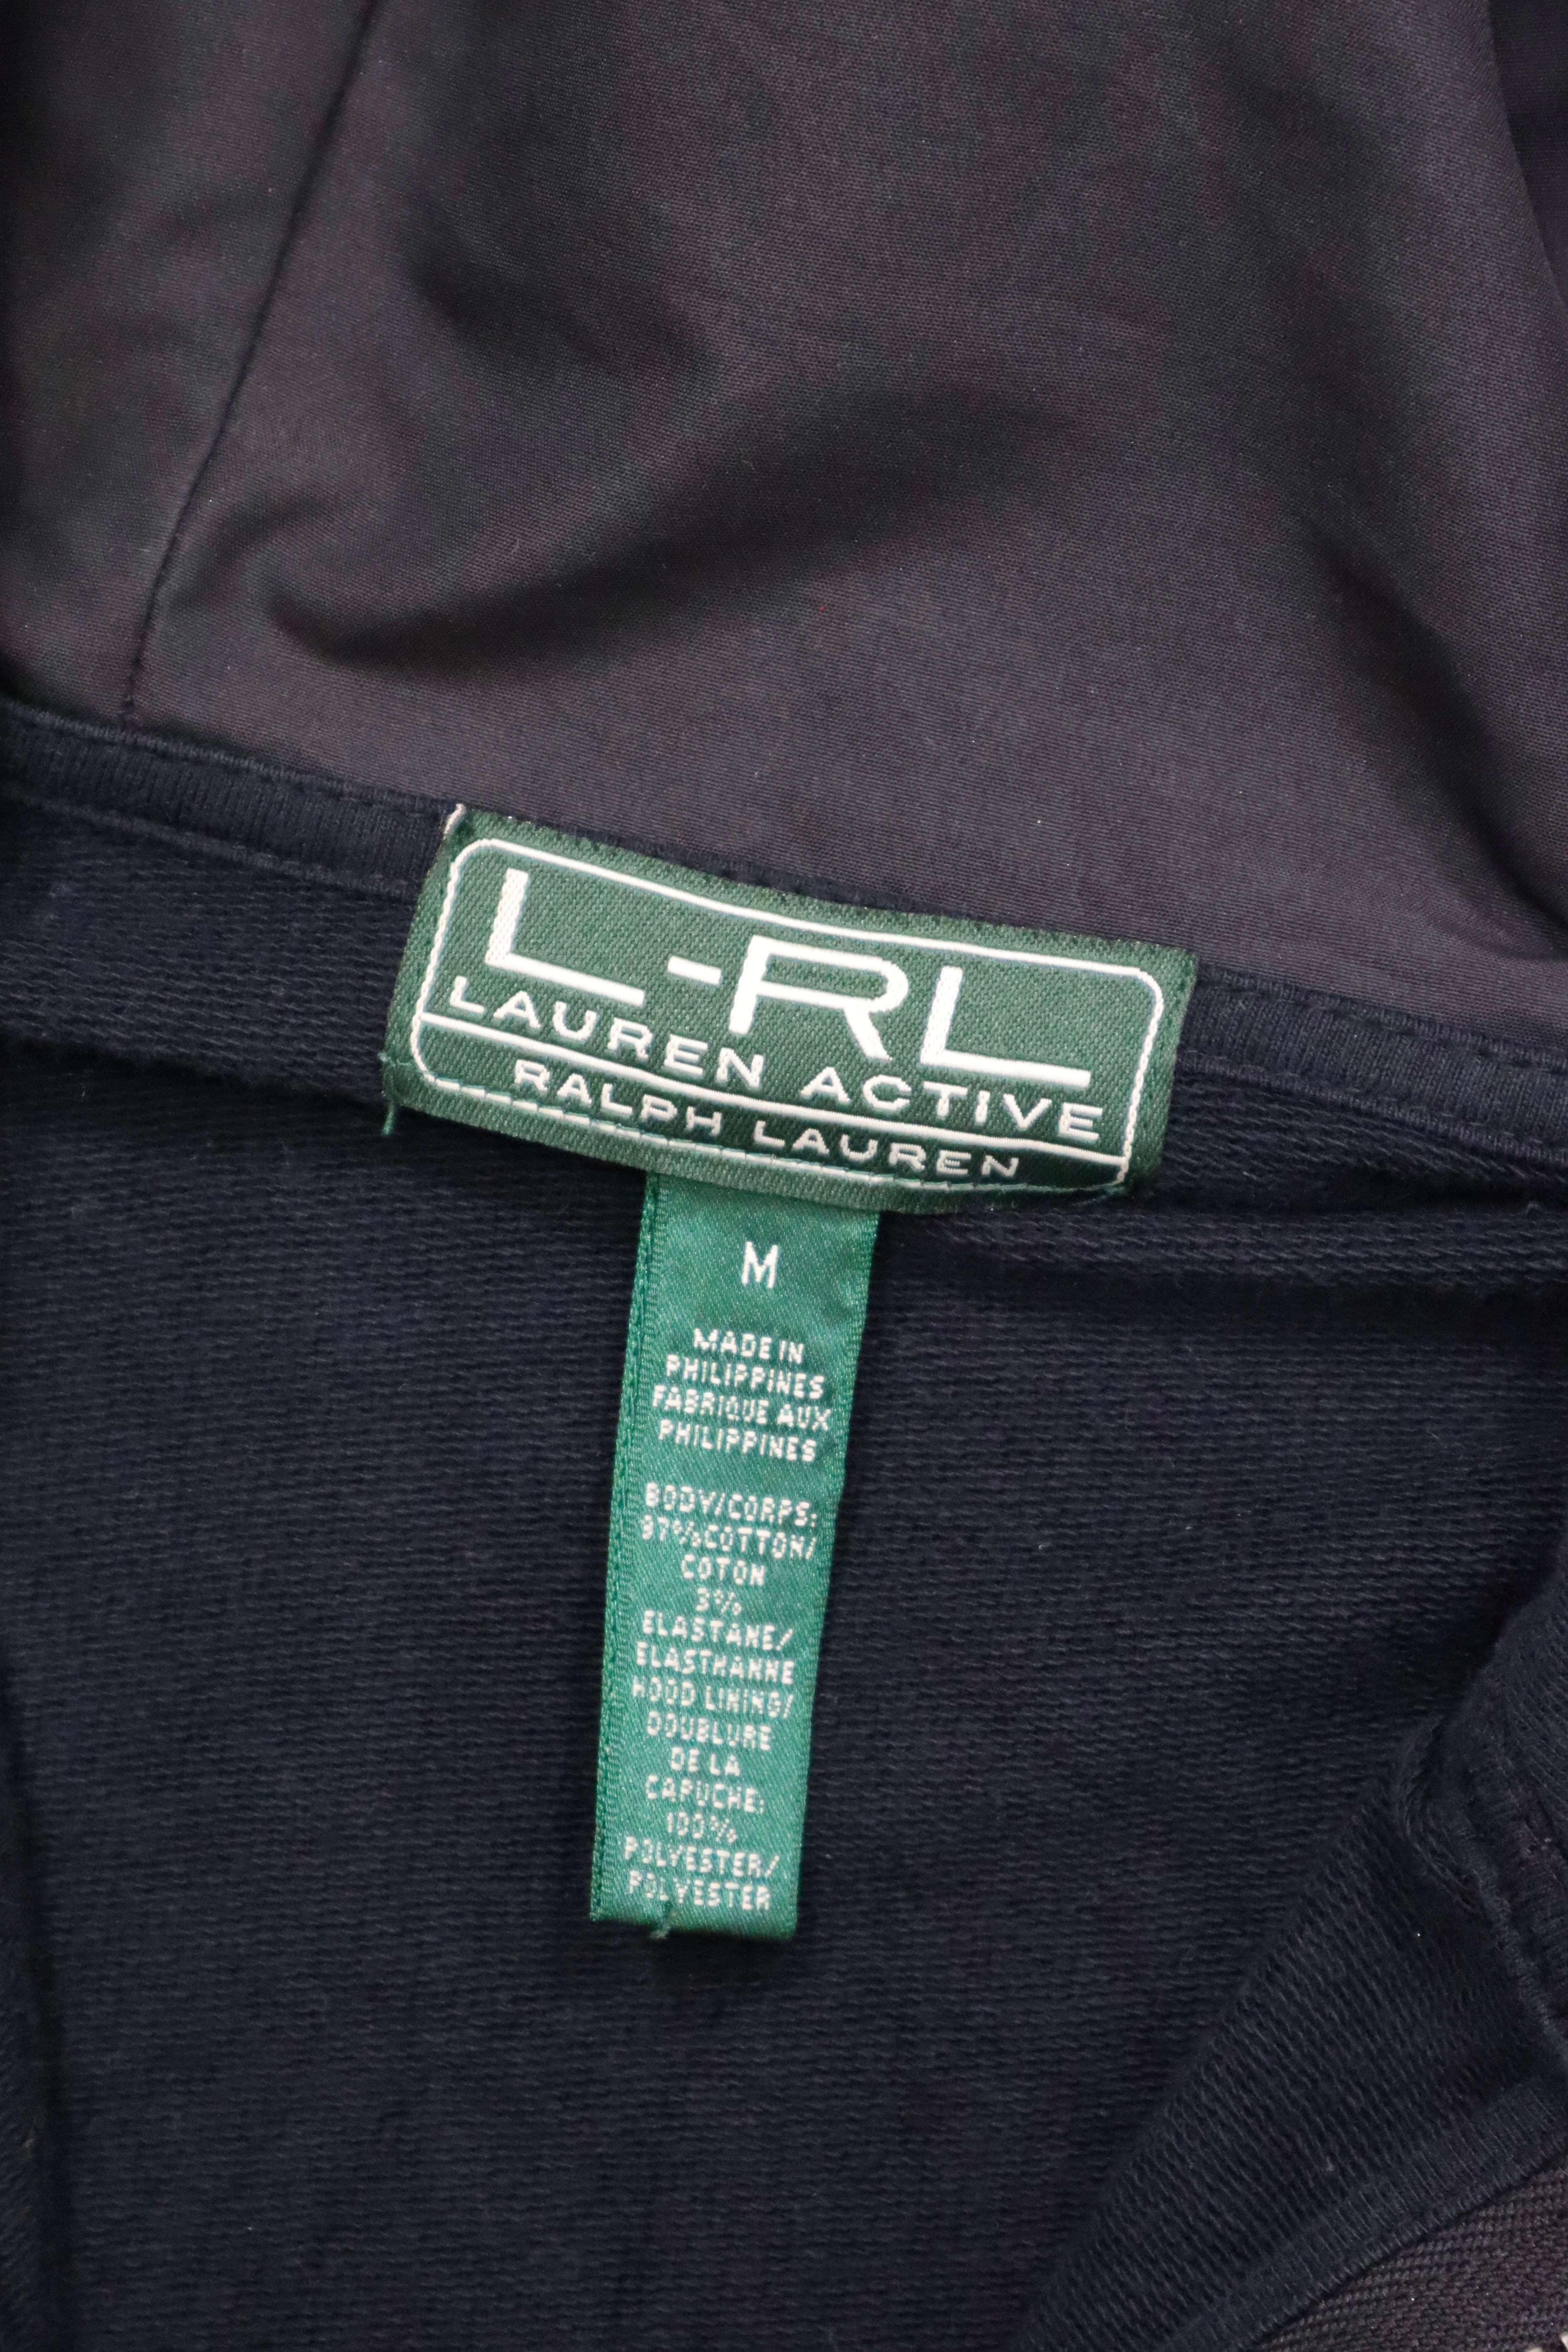 L-RL
LAUREN ACTIVE
RALPH LAUREN
M
MADE IN
PHILIPPINES
FABRIQUE AUX
PHILIPPINES
BODY/CORPS:
97%COTTON/
COTON
3%
ELASTANE/
ELASTHANNE
HOOD LINING/
DOUBLURE
DE LA
CAPUCHE:
100%
POLYESTER/
POLYESTER